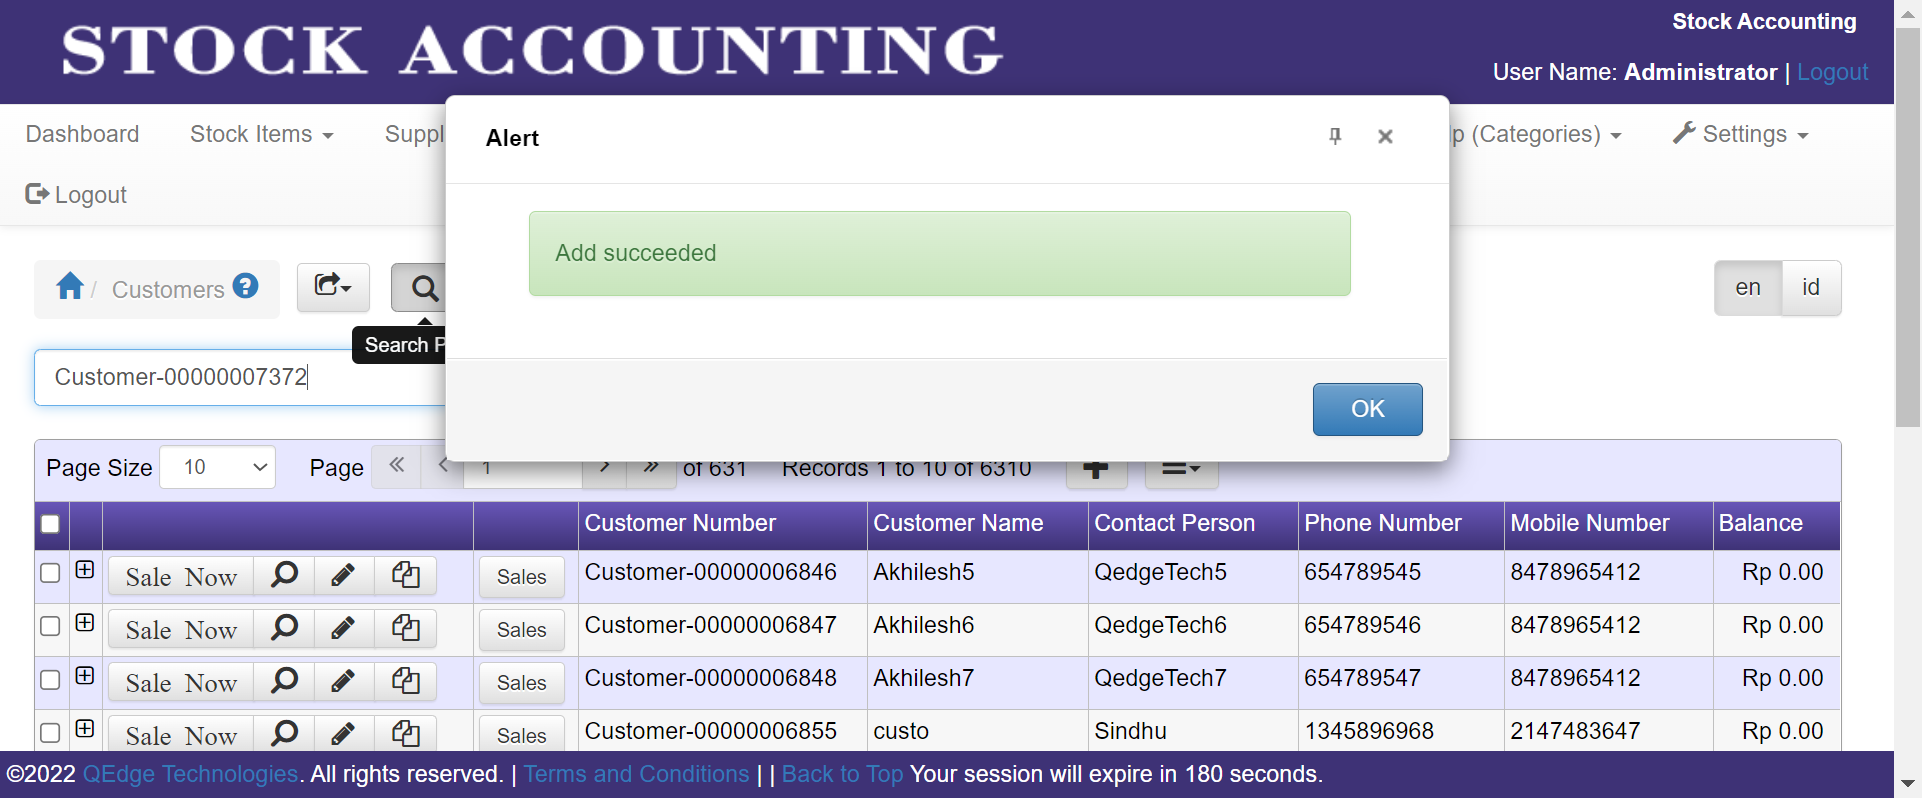 STOCK ACCOUNTING
Stock Accounting
User Name: Administrator | Logout
Dashboard Stock Items Suppl p (Categories) Settings
Logout
Alert
Add succeeded
OK
/ Customers ?
en id
Search P
Customer-00000007372
Page Size 10 Page 1 of 631 Records 1 to 10 of 6310
Customer Number Customer Name Contact Person Phone Number Mobile Number Balance
Sale Now Sales Customer-00000006846 Akhilesh5 QedgeTech5 654789545 8478965412 Rp 0.00
Sale Now Sales Customer-00000006847 Akhilesh6 QedgeTech6 654789546 8478965412 Rp 0.00
Sale Now Sales Customer-00000006848 Akhilesh7 QedgeTech7 654789547 8478965412 Rp 0.00
Sale Now Sales Customer-00000006855 custo Sindhu 1345896968 2147483647 Rp 0.00
©2022 QEdge Technologies. All rights reserved. | Terms and Conditions | | Back to Top Your session will expire in 180 seconds.